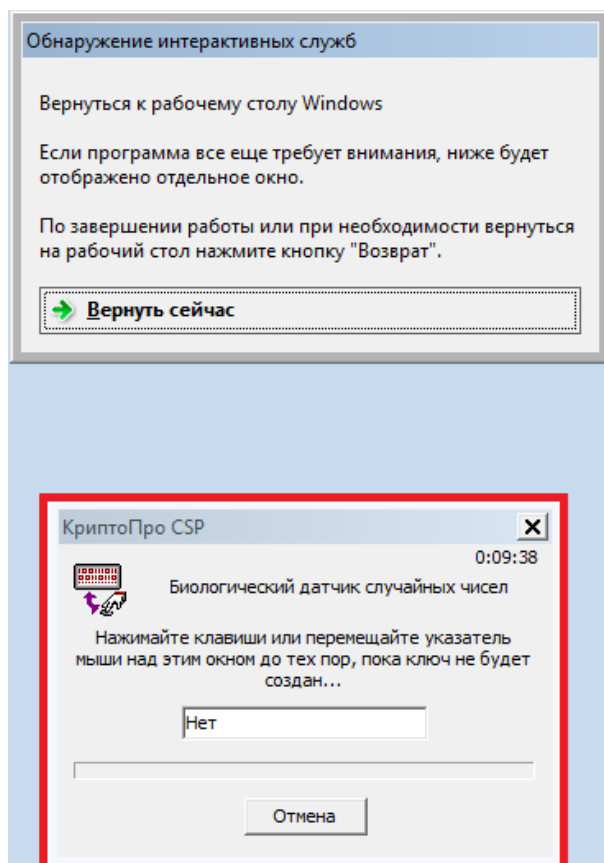 Обнаружение интерактивных служб
Вернуться к рабочему столу Windows
Если программа все еще требует внимания, ниже будет
отображено отдельное окно.
По завершении работы или при необходимости вернуться
на рабочий стол нажмите кнопку "Возврат".
Вернуть сейчас
КриптоПро CSP
0:09:38
Биологический датчик случайных чисел
Нажимайте клавиши или перемещайте указатель
мыши над этим окном до тех пор, пока ключ не будет
создан...
Нет
Отмена